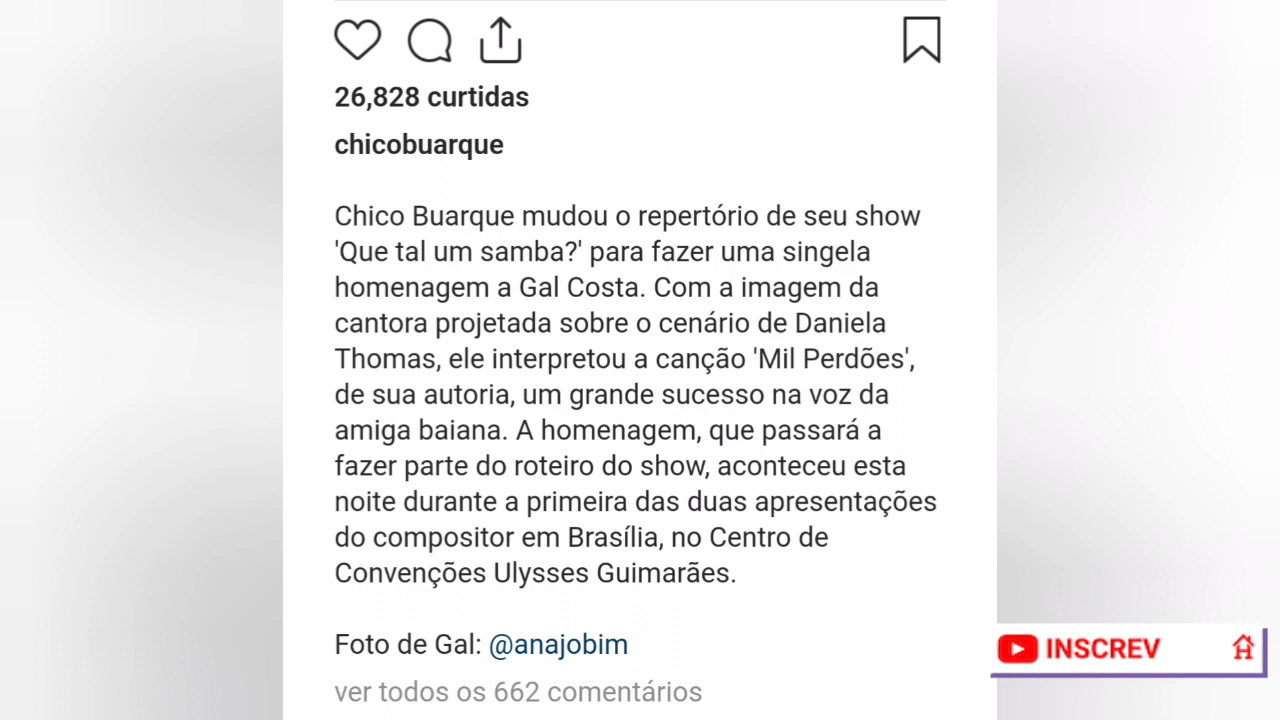 26,828 curtidas
chicobuarque
Chico Buarque mudou o repertório de seu show
'Que tal um samba?' para fazer uma singela
homenagem a Gal Costa. Com a imagem da
cantora projetada sobre o cenário de Daniela
Thomas, ele interpretou a canção 'Mil Perdões',
de sua autoria, um grande sucesso na voz da
amiga baiana. A homenagem, que passará a
fazer parte do roteiro do show, aconteceu esta
noite durante a primeira das duas apresentações
do compositor em Brasília, no Centro de
Convenções Ulysses Guimarães.
Foto de Gal: @anajobim
ver todos os 662 comentários
INSCREV